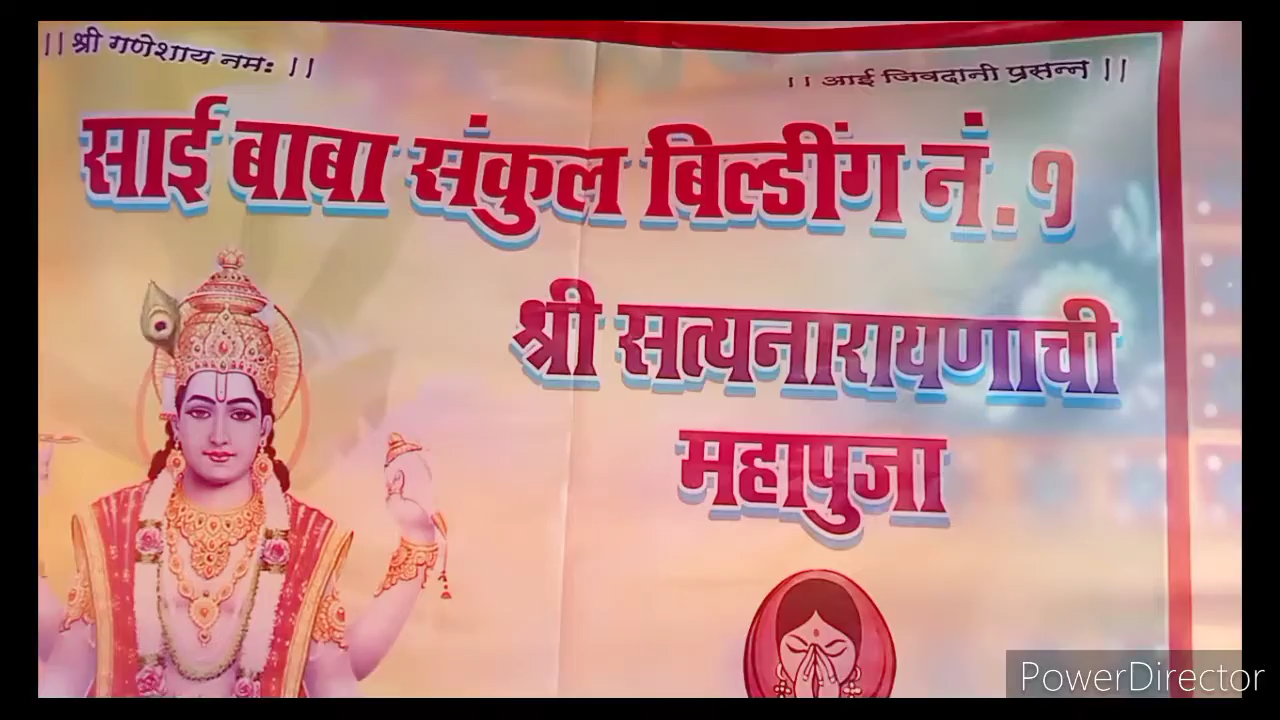 || श्री गणेशाय नमः ||
|| आई जिवदानी प्रसन्न ||
साई बाबा संकुल बिल्डींग नं. १
श्री सत्यनारायणाची
महापुजा
PowerDirector